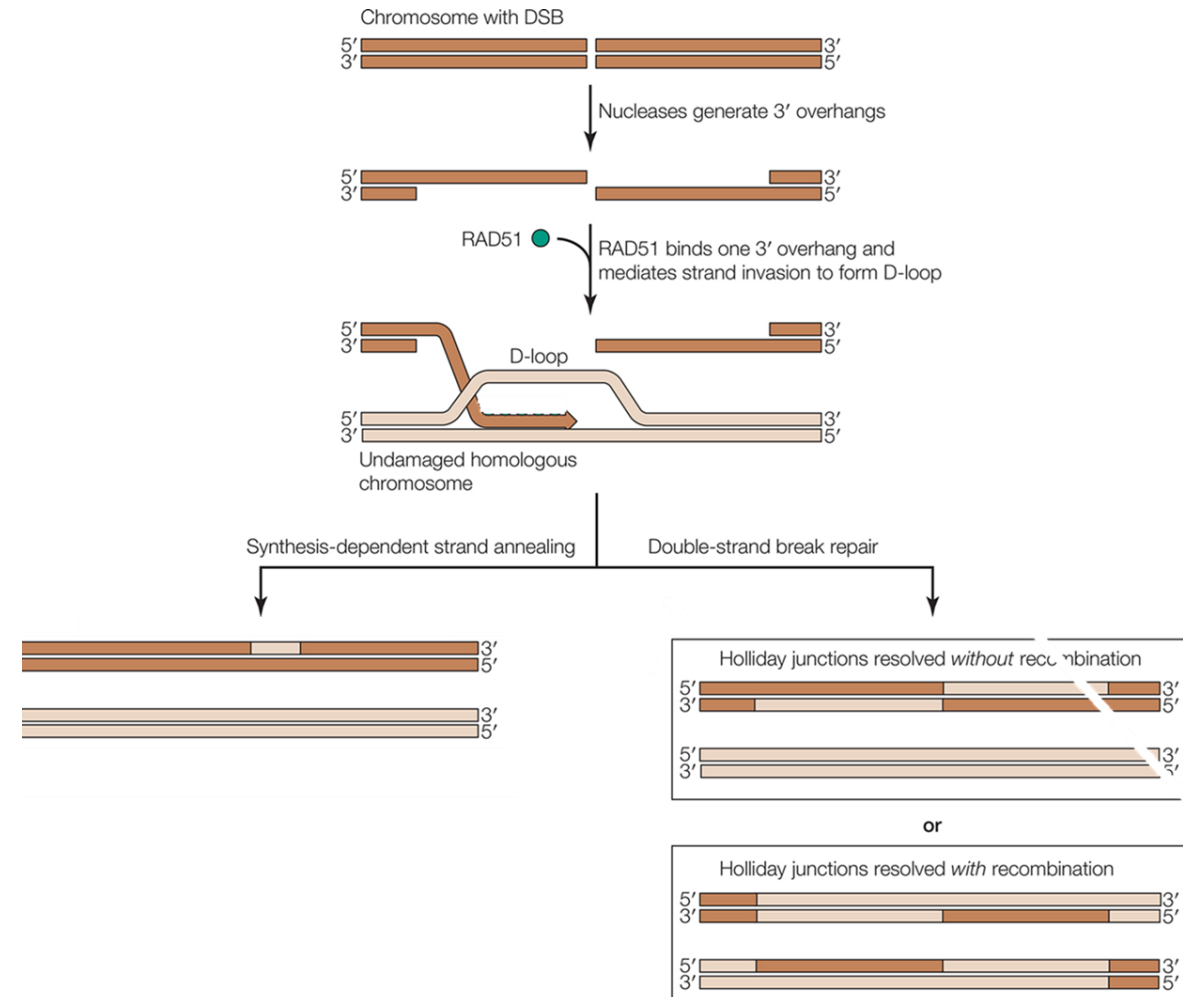 Chromosome with DSB
5′ 3′
3′ 5′
Nucleases generate 3′ overhangs
5′ 3′
3′ 5′
RAD51
RAD51 binds one 3′ overhang and
mediates strand invasion to form D-loop
5′ 3′
3′ 5′
D-loop
5′ 3′
3′ 5′
Undamaged homologous
chromosome
Synthesis-dependent strand annealing
Double-strand break repair
3′
5′
3′
5′
Holliday junctions resolved without recombination
5′ 3′
3′ 5′
5′ 3′
3′ 5′
or
Holliday junctions resolved with recombination
5′ 3′
3′ 5′
5′ 3′
3′ 5′